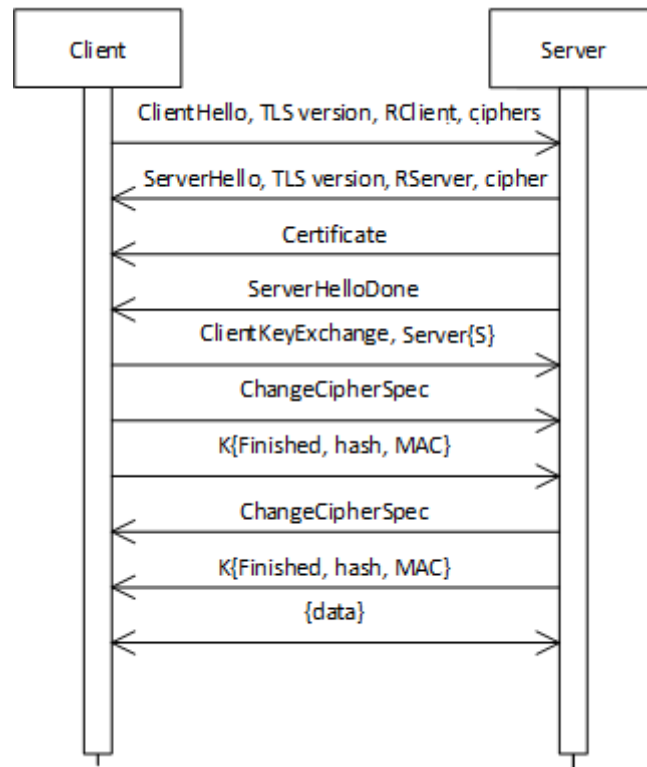 Client
Server
ClientHello, TLS version, RClient, ciphers
ServerHello, TLS version, RServer, cipher
Certificate
ServerHelloDone
ClientKeyExchange, Server{S}
ChangeCipherSpec
K{Finished, hash, MAC}
ChangeCipherSpec
K{Finished, hash, MAC}
{data}